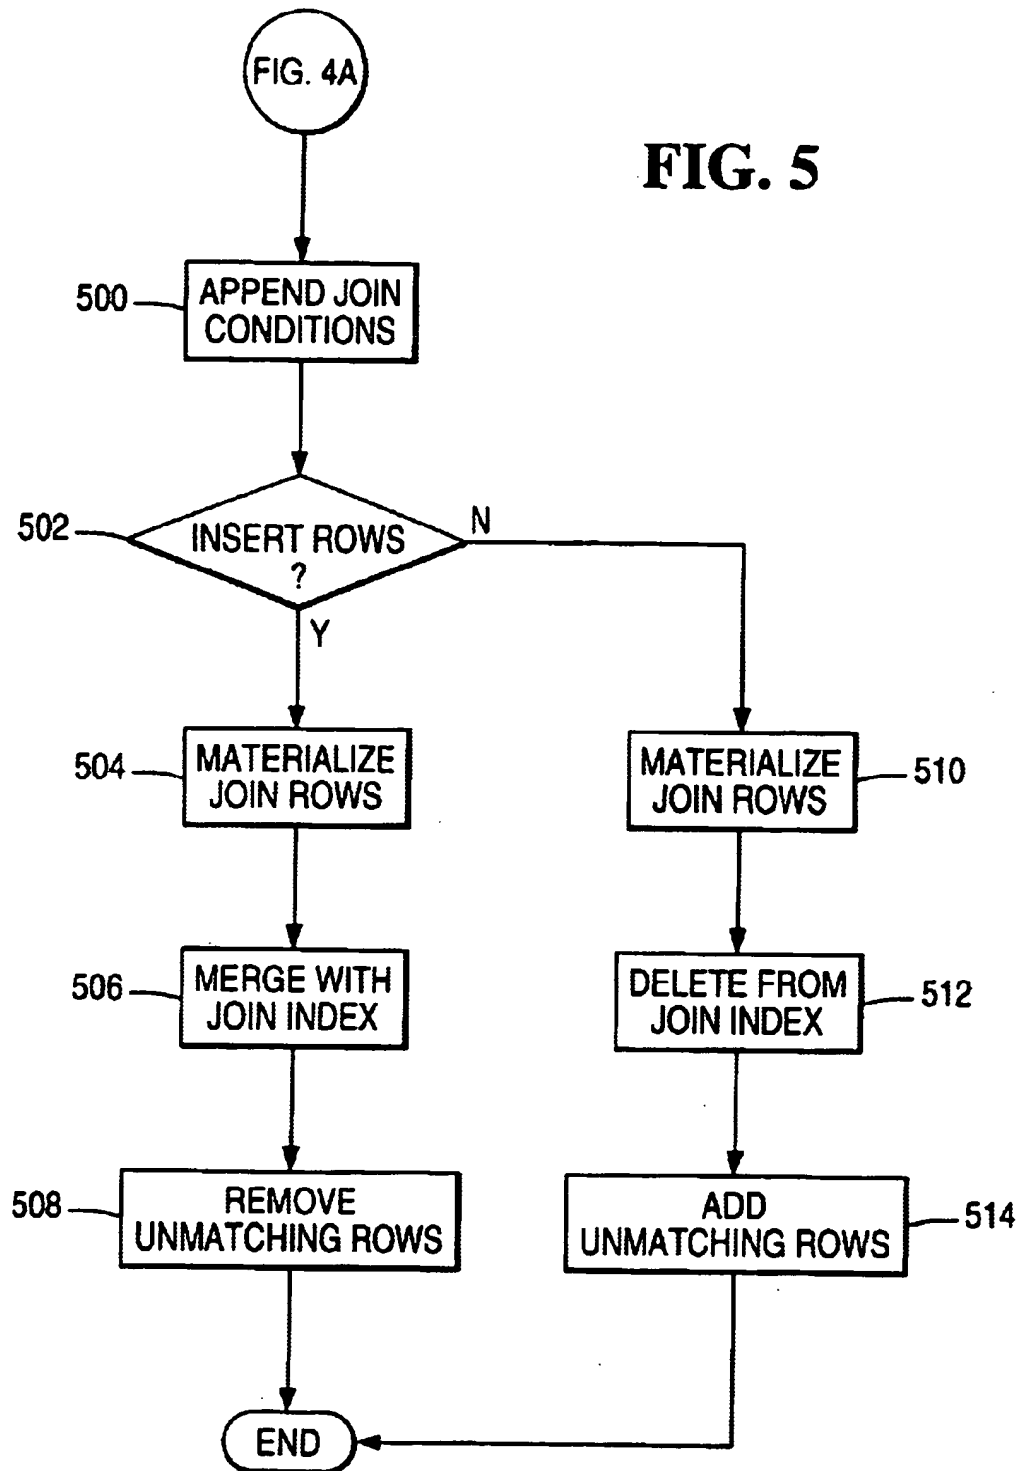 FIG. 4A
FIG. 5
500
APPEND JOIN
CONDITIONS
502
INSERT ROWS
?
N
Y
504
MATERIALIZE
JOIN ROWS
MATERIALIZE
JOIN ROWS
510
506
MERGE WITH
JOIN INDEX
DELETE FROM
JOIN INDEX
512
508
REMOVE
UNMATCHING ROWS
ADD
UNMATCHING ROWS
514
END